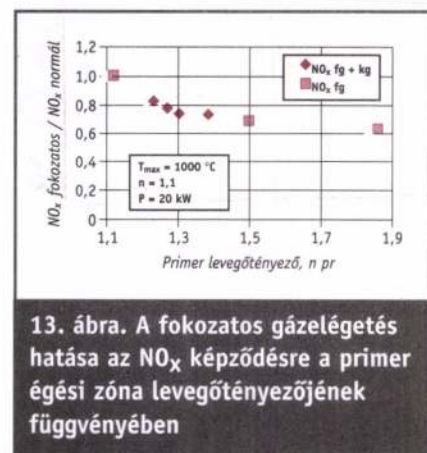 NOx fokozatos / NOx normál
1,2
1,0
0,8
0,6
0,4
0,2
0
NOx fg + kg
NOx fg
Tmax = 1000 °C
n = 1,1
P = 20 kW
1,1 1,3 1,5 1,7 1,9
Primer levegőtényező, n pr
13. ábra. A fokozatos gázelégetés
hatása az NOx képződésre a primer
égési zóna levegőtényezőjének
függvényében